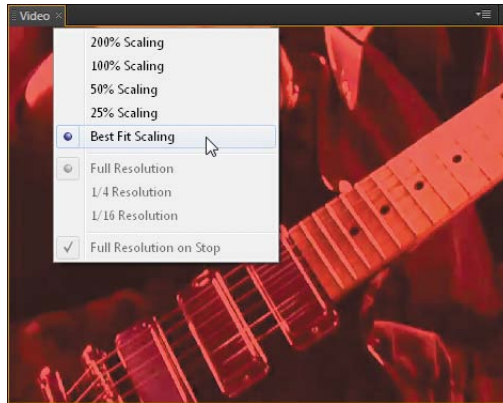 Video
200% Scaling
100% Scaling
50% Scaling
25% Scaling
Best Fit Scaling
Full Resolution
1/4 Resolution
1/16 Resolution
Full Resolution on Stop